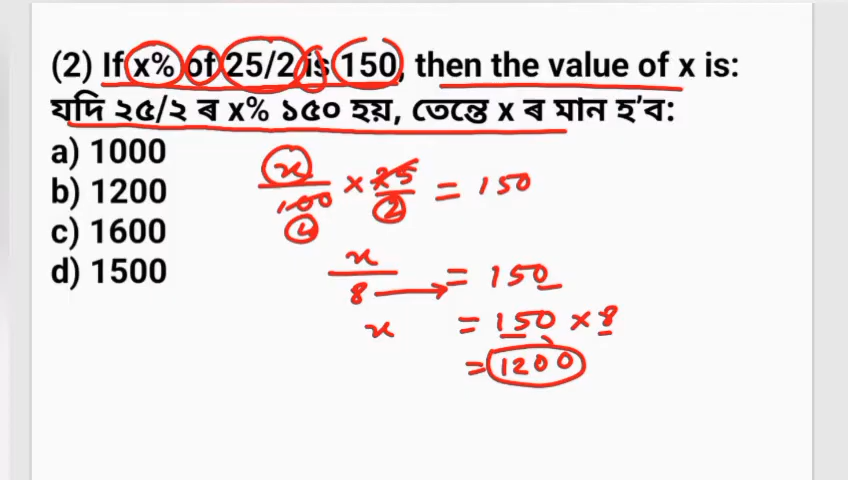 (2) If x% of 25/2 is 150, then the value of x is:
যদি ২৫/২ ৰ x% ১৫০ হয়, তেন্তে x ৰ মান হ'ব:
a) 1000
b) 1200
c) 1600
d) 1500
x/100 × 25/2 = 150
4
x/8 = 150
x = 150 × 8
= 1200